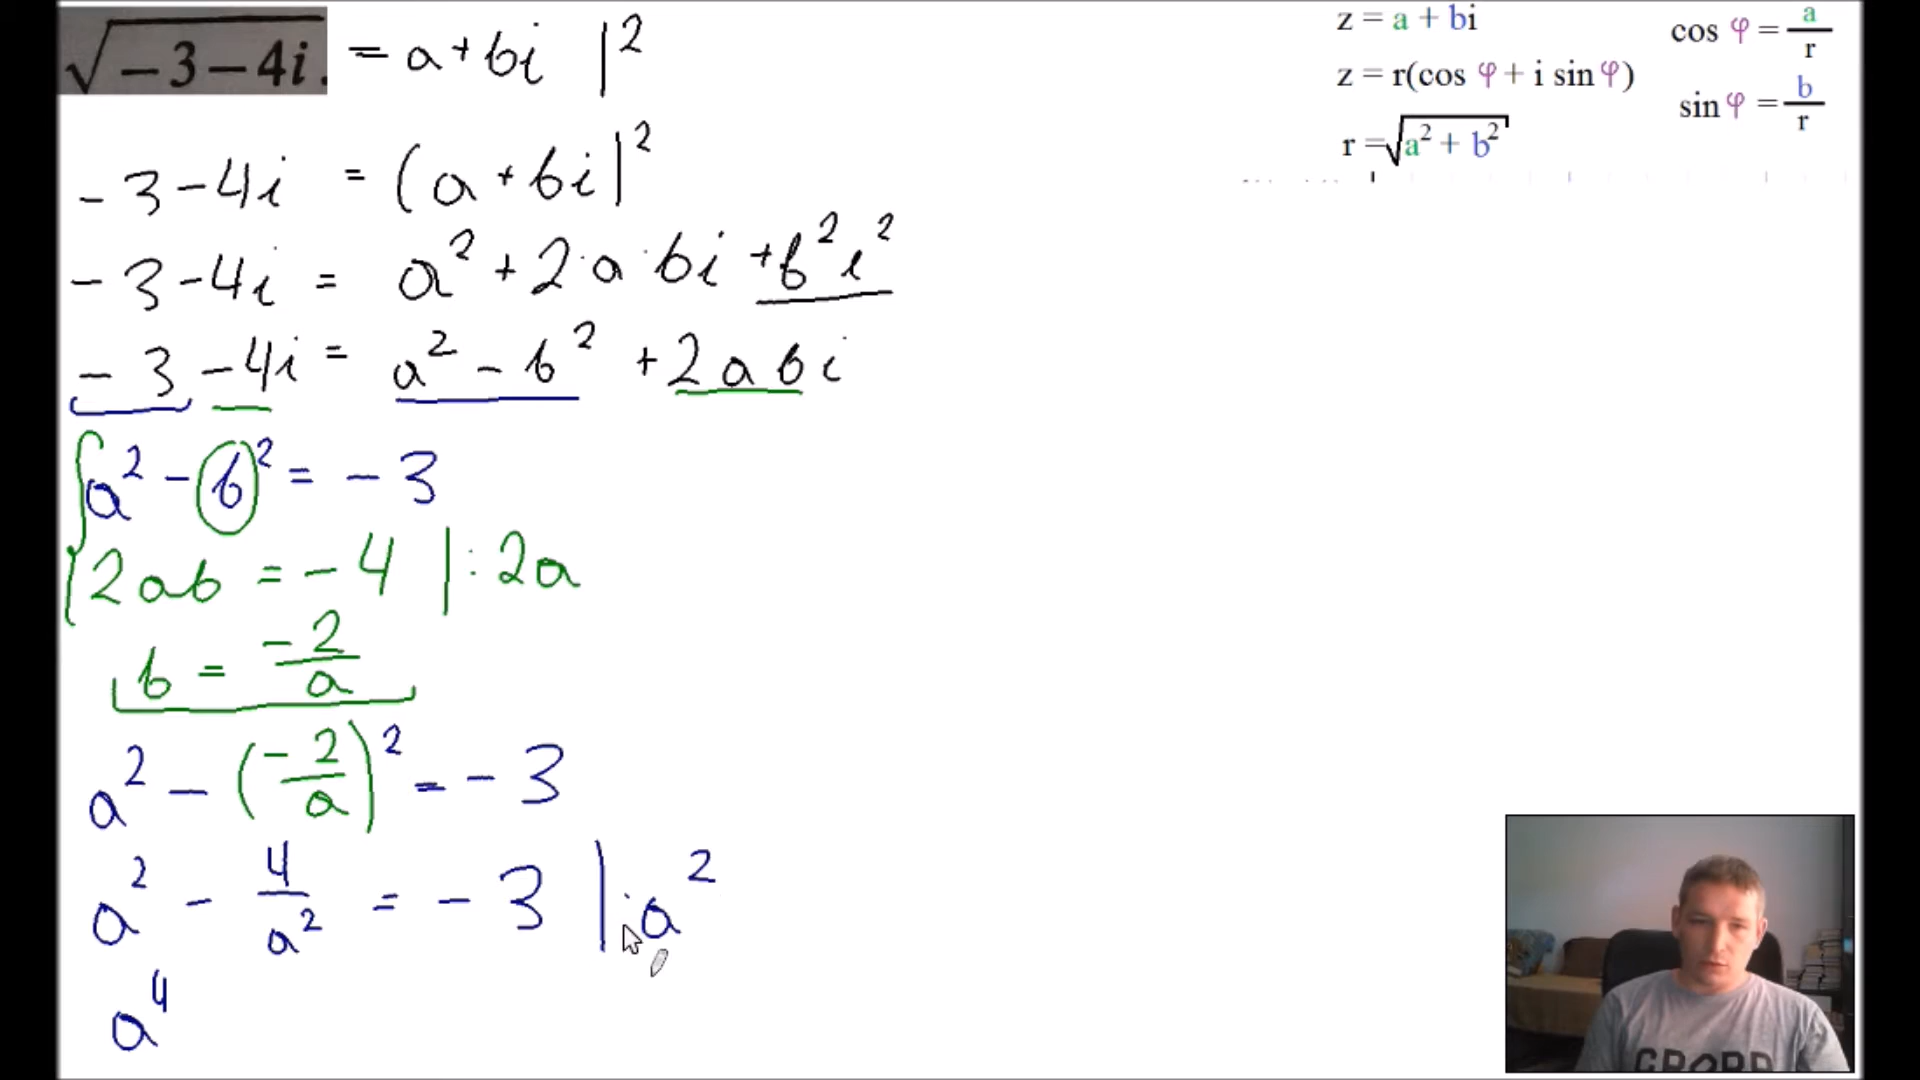 √−3−4i. = a+bi |²
-3-4i = (a+bi|²
-3-4i = a²+2·a·bi+b²i²
-3-4i = a²-b²+2abi
a²-b² = -3
2ab = -4 |:2a
b = -2/a
a²-(-2/a)² = -3
a²-4/a² = -3 |·a²
a⁴
z = a + bi
z = r(cos φ + i sin φ)
r = √a² + b²
cos φ = a/r
sin φ = b/r